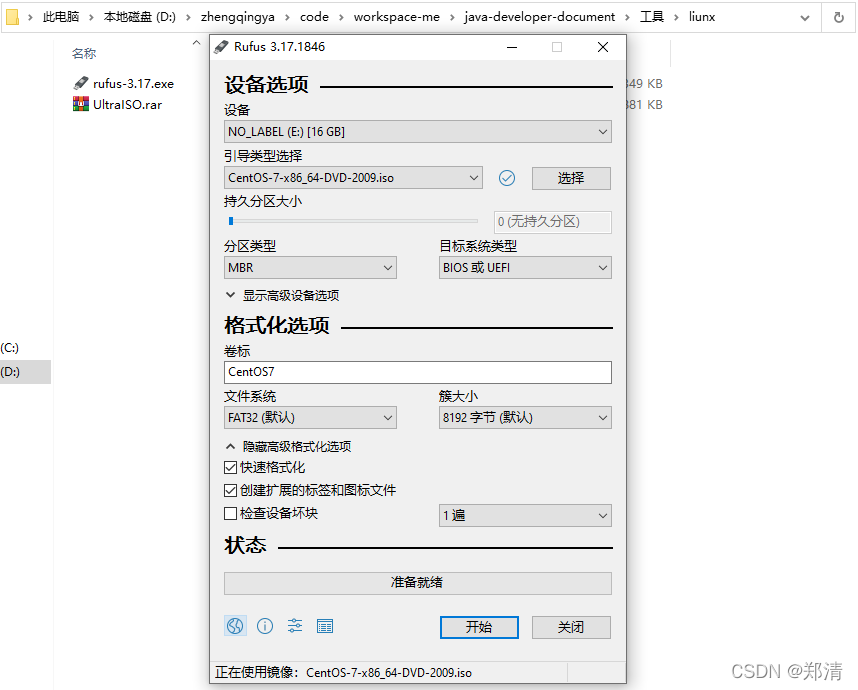 此电脑 › 本地磁盘 (D:) › zhengqingya › code › workspace-me › java-developer-document › 工具 › liunx
名称
rufus-3.17.exe
UltraISO.rar
349 KB
381 KB
(C:)
(D:)
Rufus 3.17.1846
设备选项
设备
NO_LABEL (E:) [16 GB]
引导类型选择
CentOS-7-x86_64-DVD-2009.iso
选择
持久分区大小
0 (无持久分区)
分区类型 目标系统类型
MBR BIOS 或 UEFI
显示高级设备选项
格式化选项
卷标
CentOS7
文件系统 簇大小
FAT32 (默认) 8192 字节 (默认)
隐藏高级格式化选项
快速格式化
创建扩展的标签和图标文件
检查设备坏块 1 遍
状态
准备就绪
开始 关闭
正在使用镜像: CentOS-7-x86_64-DVD-2009.iso
CSDN @郑清